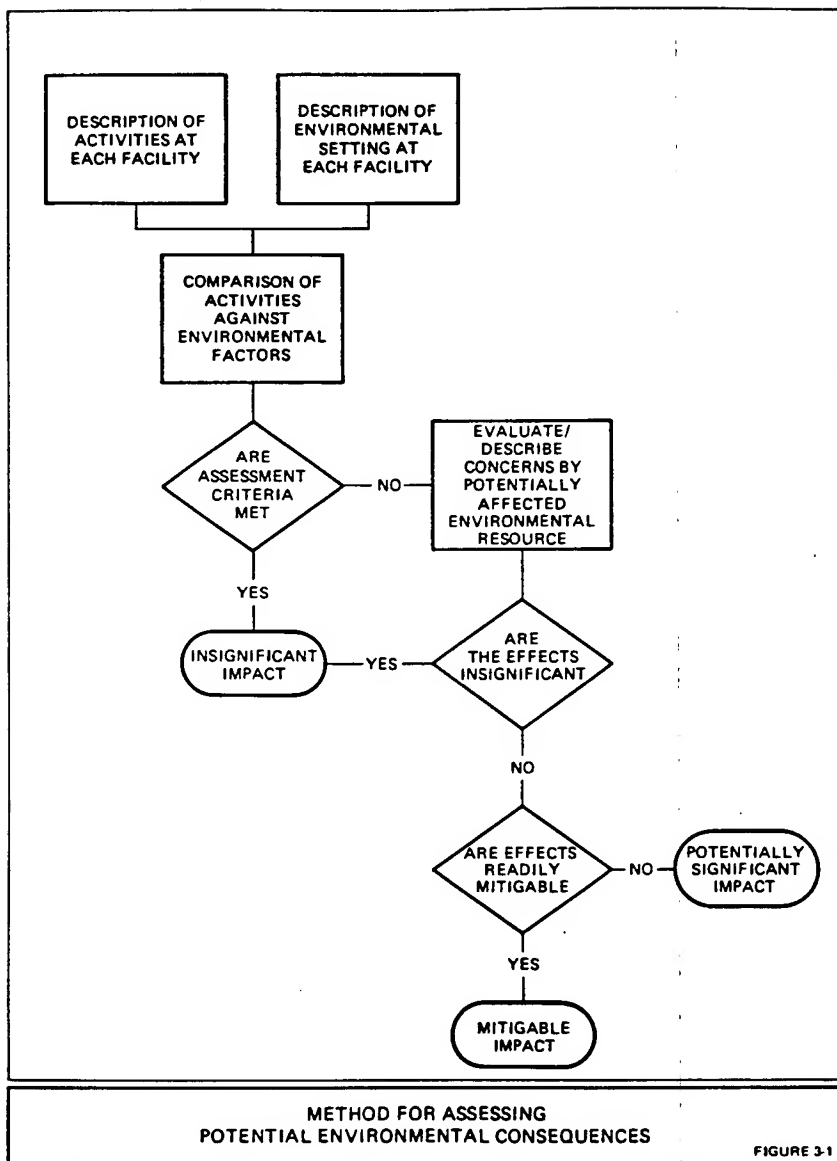 DESCRIPTION OF
ACTIVITIES AT
EACH FACILITY
DESCRIPTION OF
ENVIRONMENTAL
SETTING AT
EACH FACILITY
COMPARISON OF
ACTIVITIES
AGAINST
ENVIRONMENTAL
FACTORS
ARE
ASSESSMENT
CRITERIA
MET
NO
EVALUATE/
DESCRIBE
CONCERNS BY
POTENTIALLY
AFFECTED
ENVIRONMENTAL
RESOURCE
YES
INSIGNIFICANT
IMPACT
YES
ARE
THE EFFECTS
INSIGNIFICANT
NO
ARE EFFECTS
READILY
MITIGABLE
NO
POTENTIALLY
SIGNIFICANT
IMPACT
YES
MITIGABLE
IMPACT
METHOD FOR ASSESSING
POTENTIAL ENVIRONMENTAL CONSEQUENCES
FIGURE 3-1